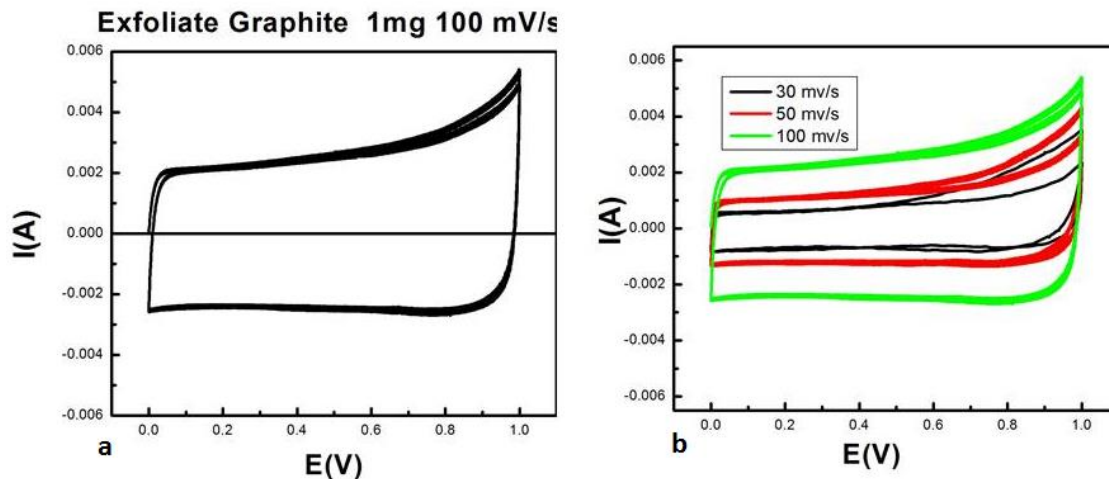 Exfoliate Graphite 1mg 100 mV/s
0.006
0.004
0.002
0.000
-0.002
-0.004
-0.006
I(A)
0.0 0.2 0.4 0.6 0.8 1.0
a
E(V)
0.006
0.004
0.002
0.000
-0.002
-0.004
-0.006
I(A)
30 mv/s
50 mv/s
100 mv/s
0.0 0.2 0.4 0.6 0.8 1.0
b
E(V)